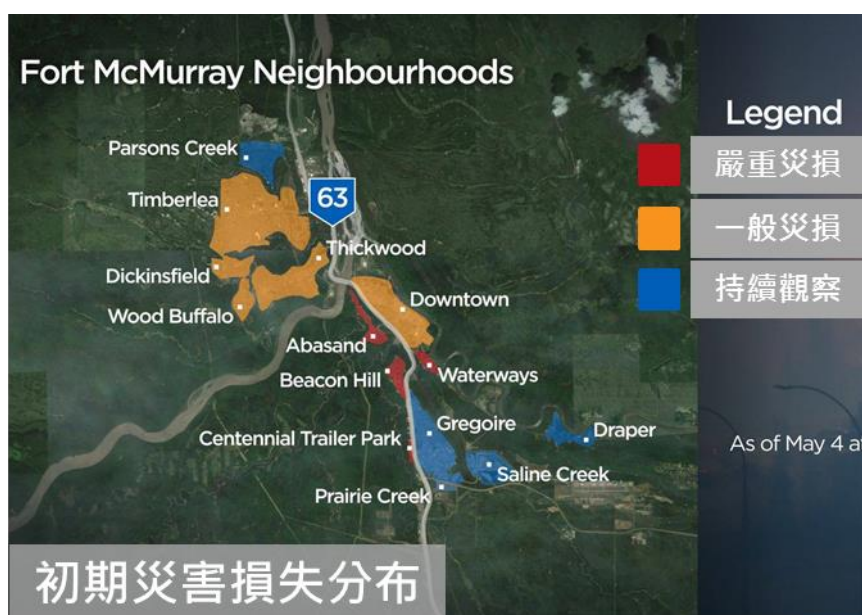 Fort McMurray Neighbourhoods
Legend
嚴重災損
一般災損
持續觀察
Parsons Creek
Timberlea
63
Thickwood
Dickinsfield
Downtown
Wood Buffalo
Abasand
Beacon Hill
Waterways
Gregoire
Draper
Centennial Trailer Park
Saline Creek
Prairie Creek
As of May 4 at
初期災害損失分布